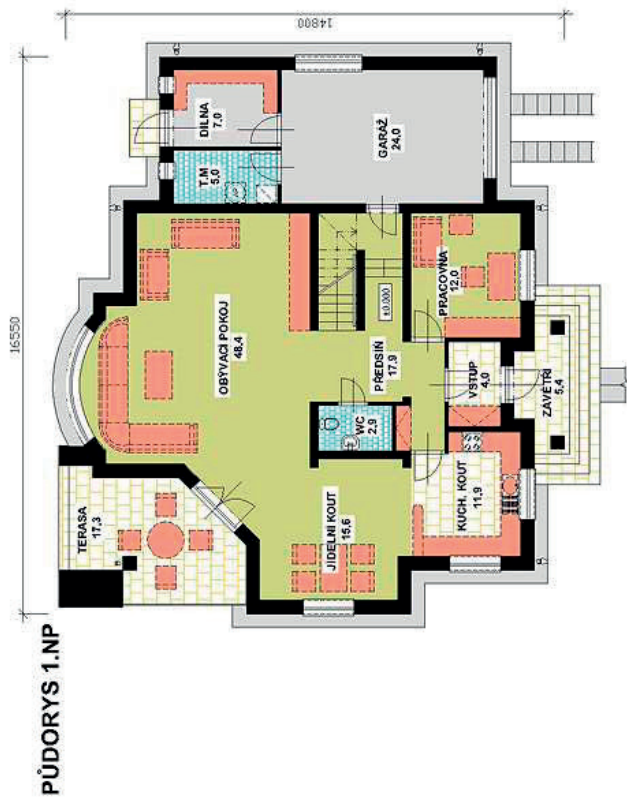 PŮDORYS 1.NP
16550
14800
TERASA
17,3
OBÝVACÍ POKOJ
48,4
T.M
5,0
DILNA
7,0
JÍDELNÍ KOUT
15,6
WC
2,9
PŘEDSÍŇ
17,9
±0,000
GARÁŽ
24,0
KUCH. KOUT
11,9
VSTUP
4,0
PRACOVNA
12,0
ZÁVĚTŘÍ
5,4